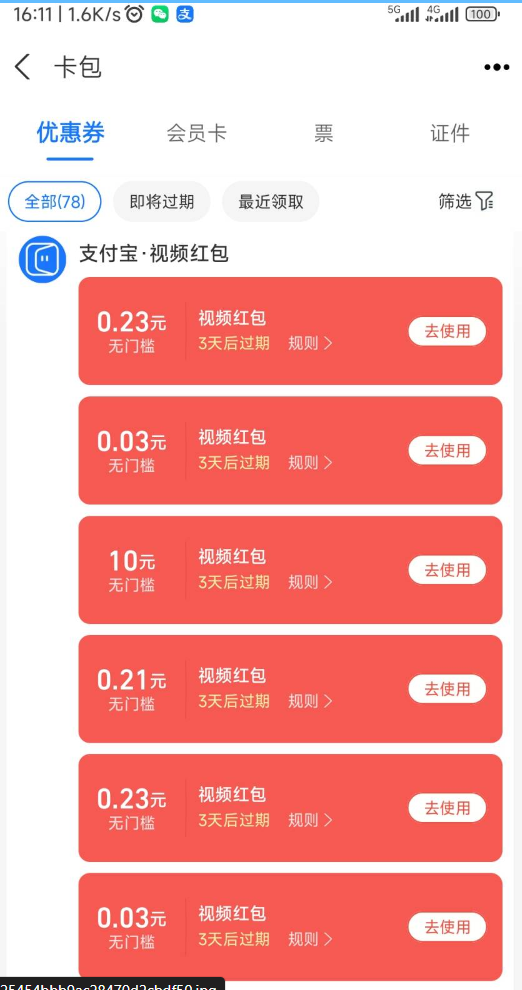 16:11 | 1.6K/s
5G 4G 100
卡包
优惠券 会员卡 票 证件
全部(78) 即将过期 最近领取 筛选
支付宝·视频红包
0.23元 视频红包
无门槛 3天后过期 规则 去使用
0.03元 视频红包
无门槛 3天后过期 规则 去使用
10元 视频红包
无门槛 3天后过期 规则 去使用
0.21元 视频红包
无门槛 3天后过期 规则 去使用
0.23元 视频红包
无门槛 3天后过期 规则 去使用
0.03元 视频红包
无门槛 3天后过期 规则 去使用